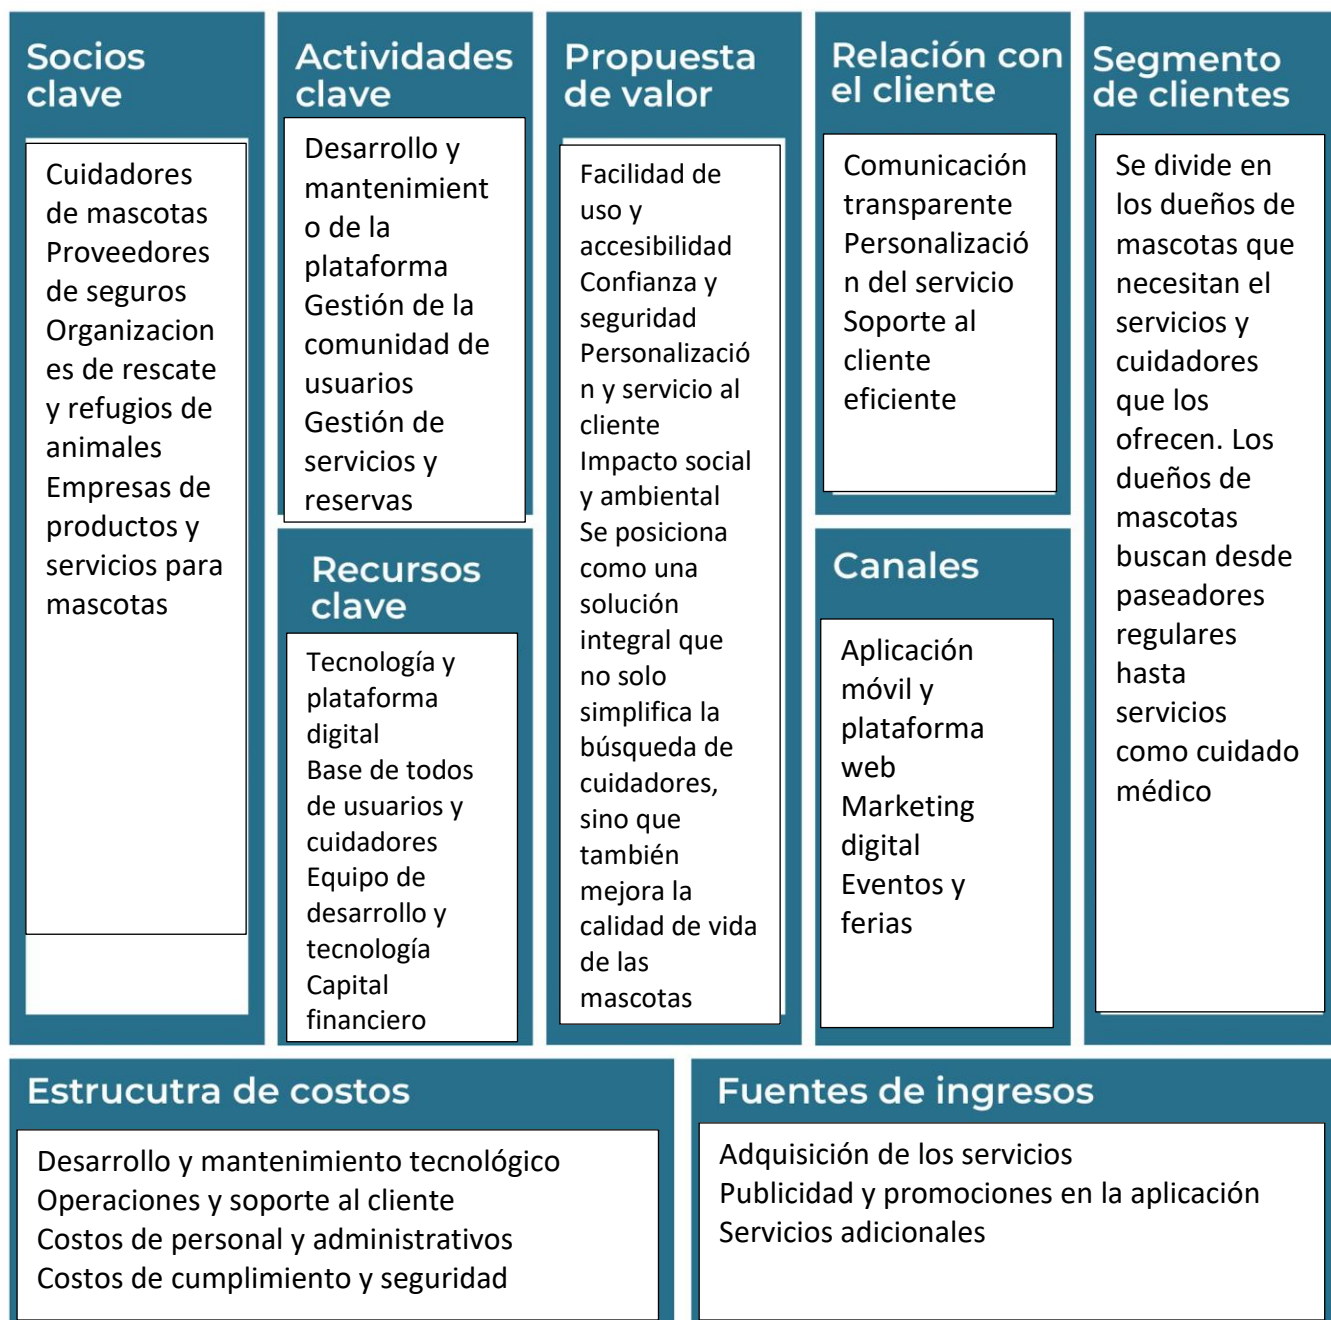 Socios
clave
Cuidadores
de mascotas
Proveedores
de seguros
Organizacion
es de rescate
y refugios de
animales
Empresas de
productos y
servicios para
mascotas
Actividades
clave
Desarrollo y
mantenimient
o de la
plataforma
Gestión de la
comunidad de
usuarios
Gestión de
servicios y
reservas
Recursos
clave
Tecnología y
plataforma
digital
Base de todos
de usuarios y
cuidadores
Equipo de
desarrollo y
tecnología
Capital
financiero
Propuesta
de valor
Facilidad de
uso y
accesibilidad
Confianza y
seguridad
Personalizació
n y servicio al
cliente
Impacto social
y ambiental
Se posiciona
como una
solución
integral que
no solo
simplifica la
búsqueda de
cuidadores,
sino que
también
mejora la
calidad de vida
de las
mascotas
Relación con
el cliente
Comunicación
transparente
Personalizació
n del servicio
Soporte al
cliente
eficiente
Canales
Aplicación
móvil y
plataforma
web
Marketing
digital
Eventos y
ferias
Segmento
de clientes
Se divide en
los dueños de
mascotas que
necesitan el
servicios y
cuidadores
que los
ofrecen. Los
dueños de
mascotas
buscan desde
paseadores
regulares
hasta
servicios
como cuidado
médico
Estrucutra de costos
Desarrollo y mantenimiento tecnológico
Operaciones y soporte al cliente
Costos de personal y administrativos
Costos de cumplimiento y seguridad
Fuentes de ingresos
Adquisición de los servicios
Publicidad y promociones en la aplicación
Servicios adicionales